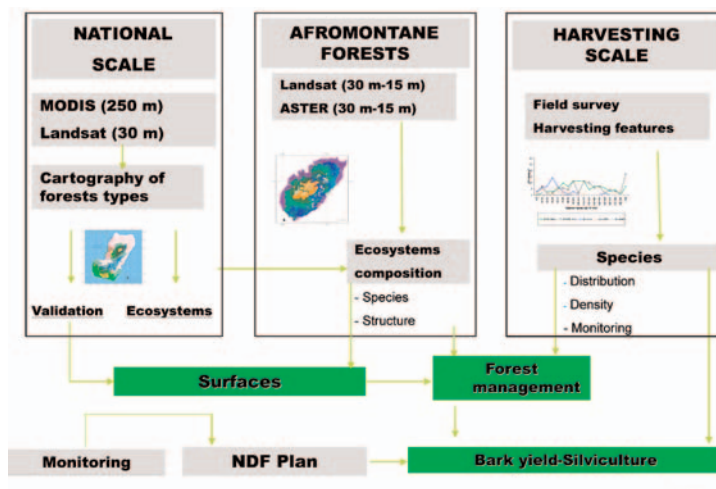 NATIONAL
SCALE
MODIS (250 m)
Landsat (30 m)
Cartography of
forests types
Validation
Ecosystems
AFROMONTANE
FORESTS
Landsat (30 m-15 m)
ASTER (30 m-15 m)
Ecosystems
composition
- Species
- Structure
HARVESTING
SCALE
Field survey
Harvesting features
Species
- Distribution
- Density
- Monitoring
Surfaces
Forest
management
Monitoring
NDF Plan
Bark yield-Silviculture